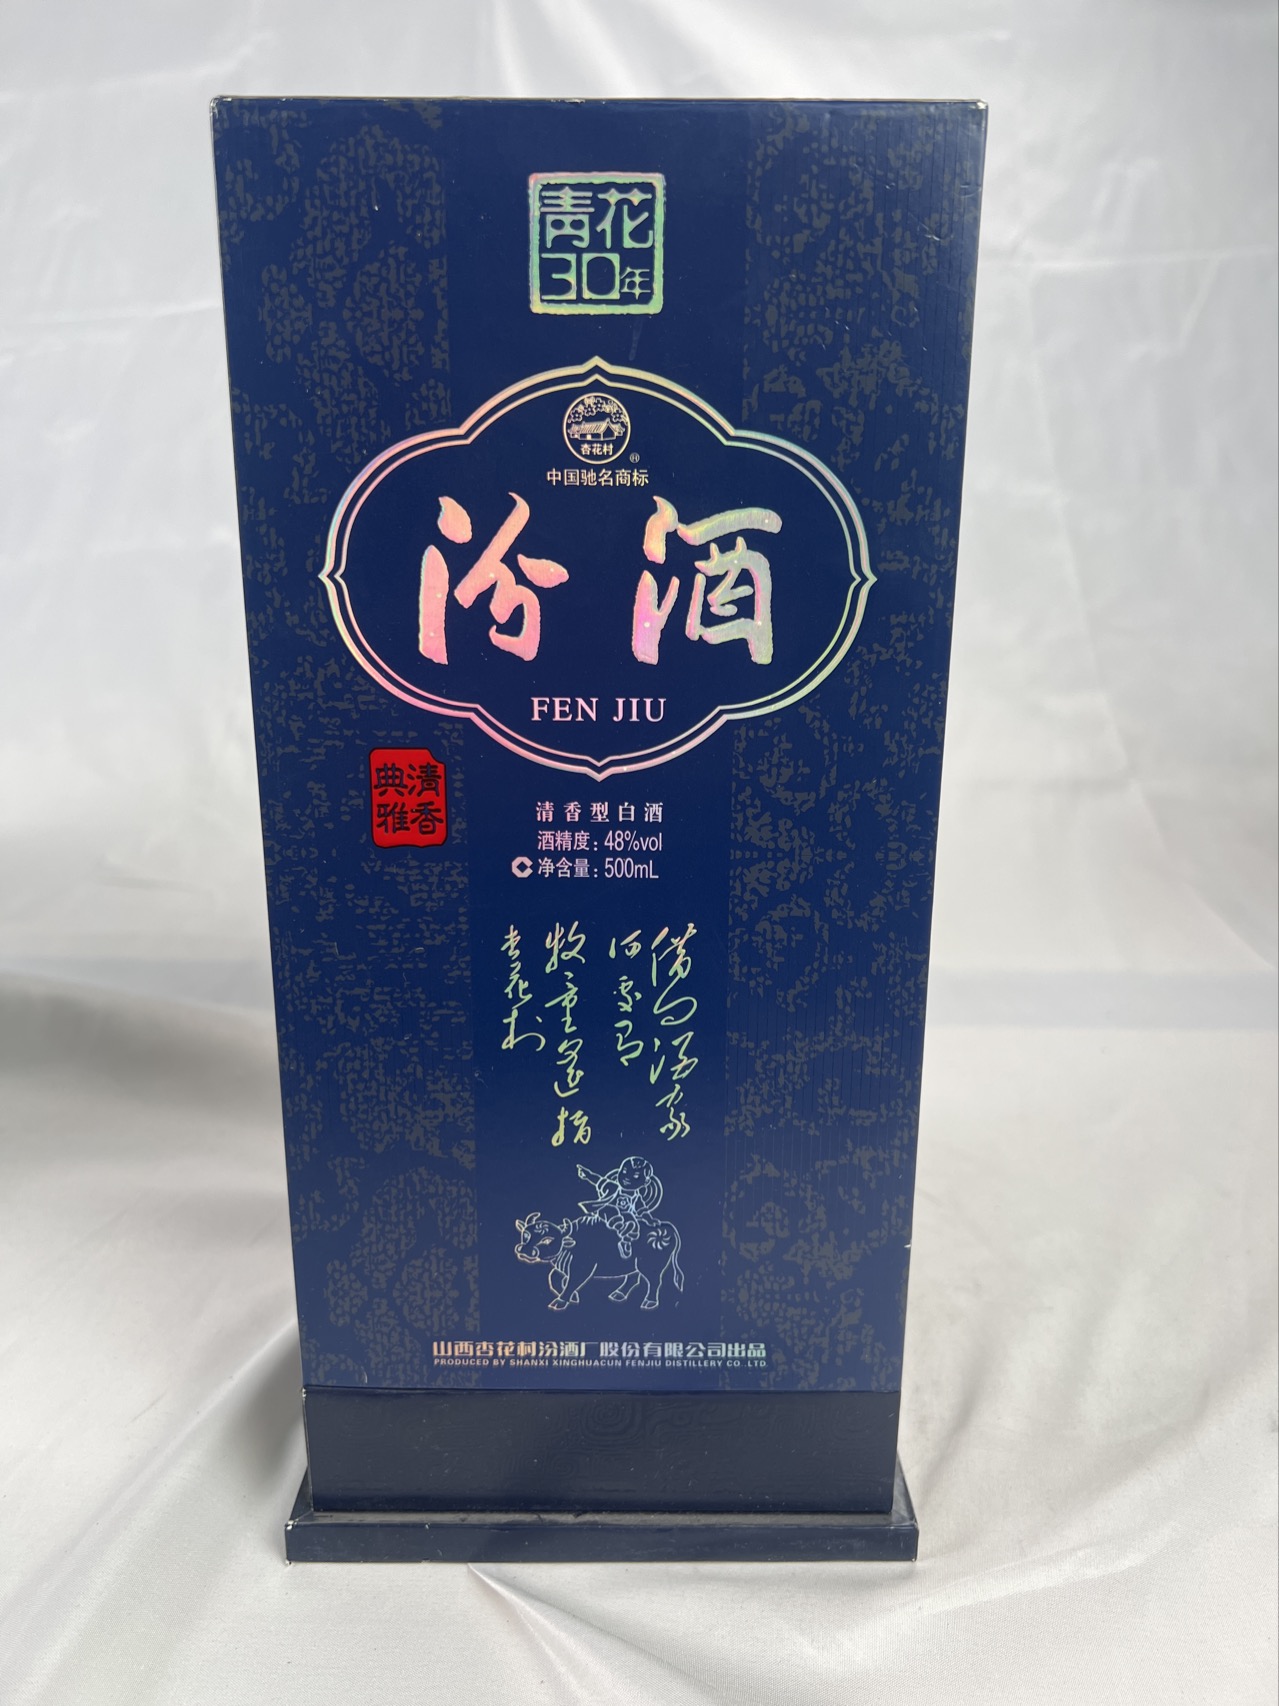 青花
30年
杏花村
®
中国驰名商标
汾酒
FEN JIU
清香
典雅
清香型白酒
酒精度：48%vol
净含量：500mL
借问酒家
何处有
牧童遥指
杏花村
山西杏花村汾酒厂股份有限公司出品
PRODUCED BY SHANXI XINGHUACUN FENJIU DISTILLERY CO.,LTD.